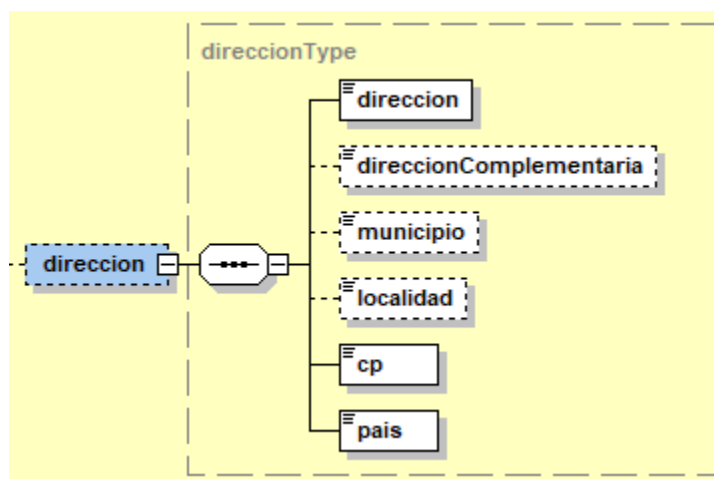 direccionType
direccion
direccionComplementaria
municipio
direccion
localidad
cp
pais